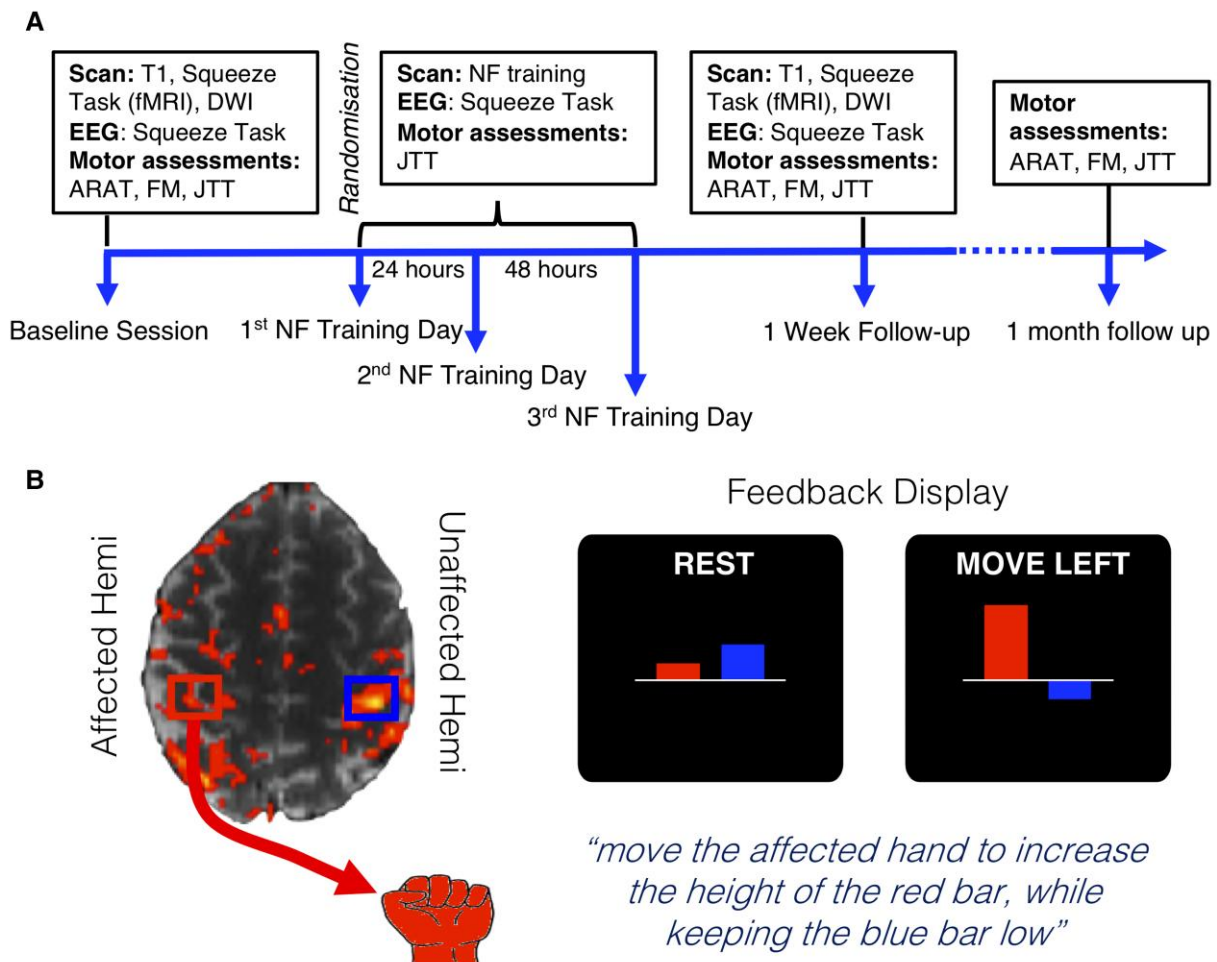 A
Scan: T1, Squeeze
Task (fMRI), DWI
EEG: Squeeze Task
Motor assessments:
ARAT, FM, JTT
Randomisation
Scan: NF training
EEG: Squeeze Task
Motor assessments:
JTT
Scan: T1, Squeeze
Task (fMRI), DWI
EEG: Squeeze Task
Motor assessments:
ARAT, FM, JTT
Motor
assessments:
ARAT, FM, JTT
24 hours
48 hours
Baseline Session
1st NF Training Day
2nd NF Training Day
3rd NF Training Day
1 Week Follow-up
1 month follow up
B
Affected Hemi
Unaffected Hemi
Feedback Display
REST
MOVE LEFT
“move the affected hand to increase
the height of the red bar, while
keeping the blue bar low”